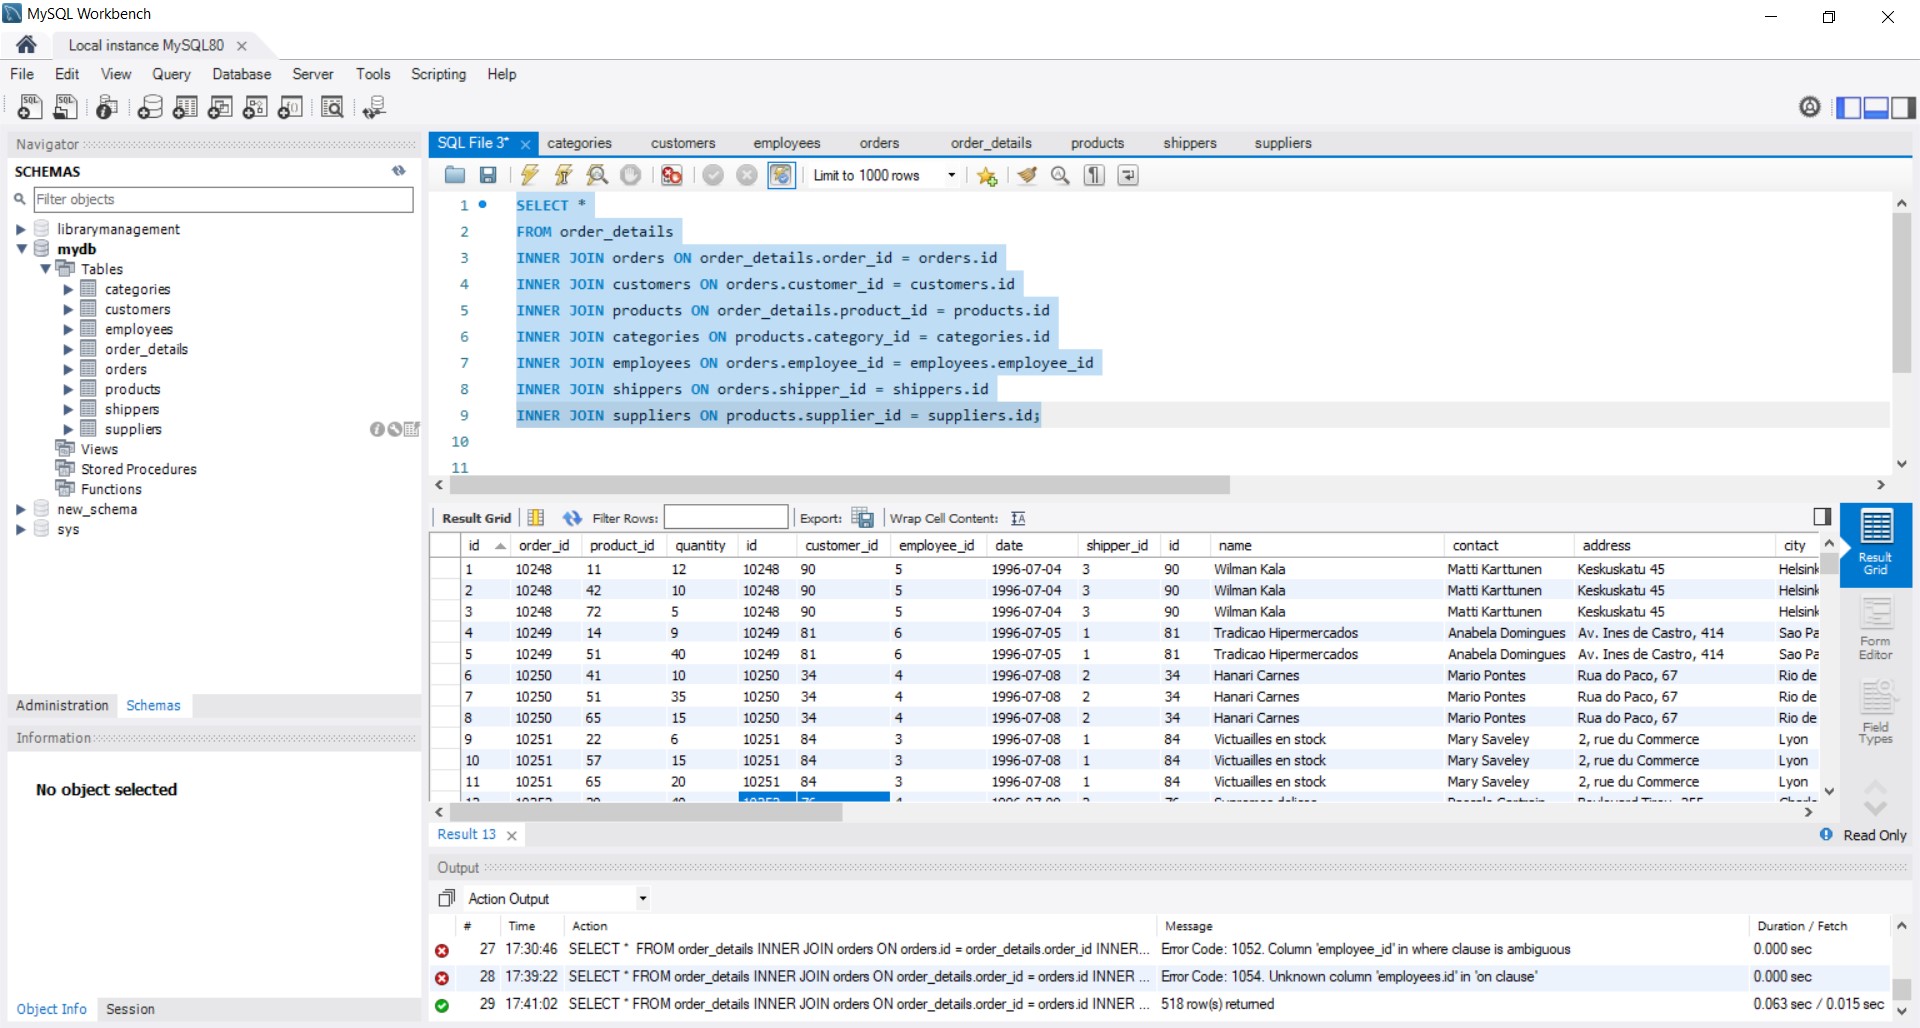 MySQL Workbench
Local instance MySQL80
File Edit View Query Database Server Tools Scripting Help
Navigator
SCHEMAS
Filter objects
librarymanagement
mydb
Tables
categories
customers
employees
order_details
orders
products
shippers
suppliers
Views
Stored Procedures
Functions
new_schema
sys
Administration Schemas
Information
No object selected
Object Info Session
SQL File 3* categories customers employees orders order_details products shippers suppliers
Limit to 1000 rows
1 SELECT *
2 FROM order_details
3 INNER JOIN orders ON order_details.order_id = orders.id
4 INNER JOIN customers ON orders.customer_id = customers.id
5 INNER JOIN products ON order_details.product_id = products.id
6 INNER JOIN categories ON products.category_id = categories.id
7 INNER JOIN employees ON orders.employee_id = employees.employee_id
8 INNER JOIN shippers ON orders.shipper_id = shippers.id
9 INNER JOIN suppliers ON products.supplier_id = suppliers.id;
10
11
Result Grid Filter Rows: Export: Wrap Cell Content:
id order_id product_id quantity id customer_id employee_id date shipper_id id name contact address city
1 10248 11 12 10248 90 5 1996-07-04 3 90 Wilman Kala Matti Karttunen Keskuskatu 45 Helsink
2 10248 42 10 10248 90 5 1996-07-04 3 90 Wilman Kala Matti Karttunen Keskuskatu 45 Helsink
3 10248 72 5 10248 90 5 1996-07-04 3 90 Wilman Kala Matti Karttunen Keskuskatu 45 Helsink
4 10249 14 9 10249 81 6 1996-07-05 1 81 Tradicao Hipermercados Anabela Domingues Av. Ines de Castro, 414 Sao Pa
5 10249 51 40 10249 81 6 1996-07-05 1 81 Tradicao Hipermercados Anabela Domingues Av. Ines de Castro, 414 Sao Pa
6 10250 41 10 10250 34 4 1996-07-08 2 34 Hanari Carnes Mario Pontes Rua do Paco, 67 Rio de
7 10250 51 35 10250 34 4 1996-07-08 2 34 Hanari Carnes Mario Pontes Rua do Paco, 67 Rio de
8 10250 65 15 10250 34 4 1996-07-08 2 34 Hanari Carnes Mario Pontes Rua do Paco, 67 Rio de
9 10251 22 6 10251 84 3 1996-07-08 1 84 Victuailles en stock Mary Saveley 2, rue du Commerce Lyon
10 10251 57 15 10251 84 3 1996-07-08 1 84 Victuailles en stock Mary Saveley 2, rue du Commerce Lyon
11 10251 65 20 10251 84 3 1996-07-08 1 84 Victuailles en stock Mary Saveley 2, rue du Commerce Lyon
Result Grid
Form Editor
Field Types
Result 13
Read Only
Output
Action Output
# Time Action Message Duration / Fetch
27 17:30:46 SELECT * FROM order_details INNER JOIN orders ON orders.id = order_details.order_id INNER... Error Code: 1052. Column 'employee_id' in where clause is ambiguous 0.000 sec
28 17:39:22 SELECT * FROM order_details INNER JOIN orders ON order_details.order_id = orders.id INNER ... Error Code: 1054. Unknown column 'employees.id' in 'on clause' 0.000 sec
29 17:41:02 SELECT * FROM order_details INNER JOIN orders ON order_details.order_id = orders.id INNER ... 518 row(s) returned 0.063 sec / 0.015 sec